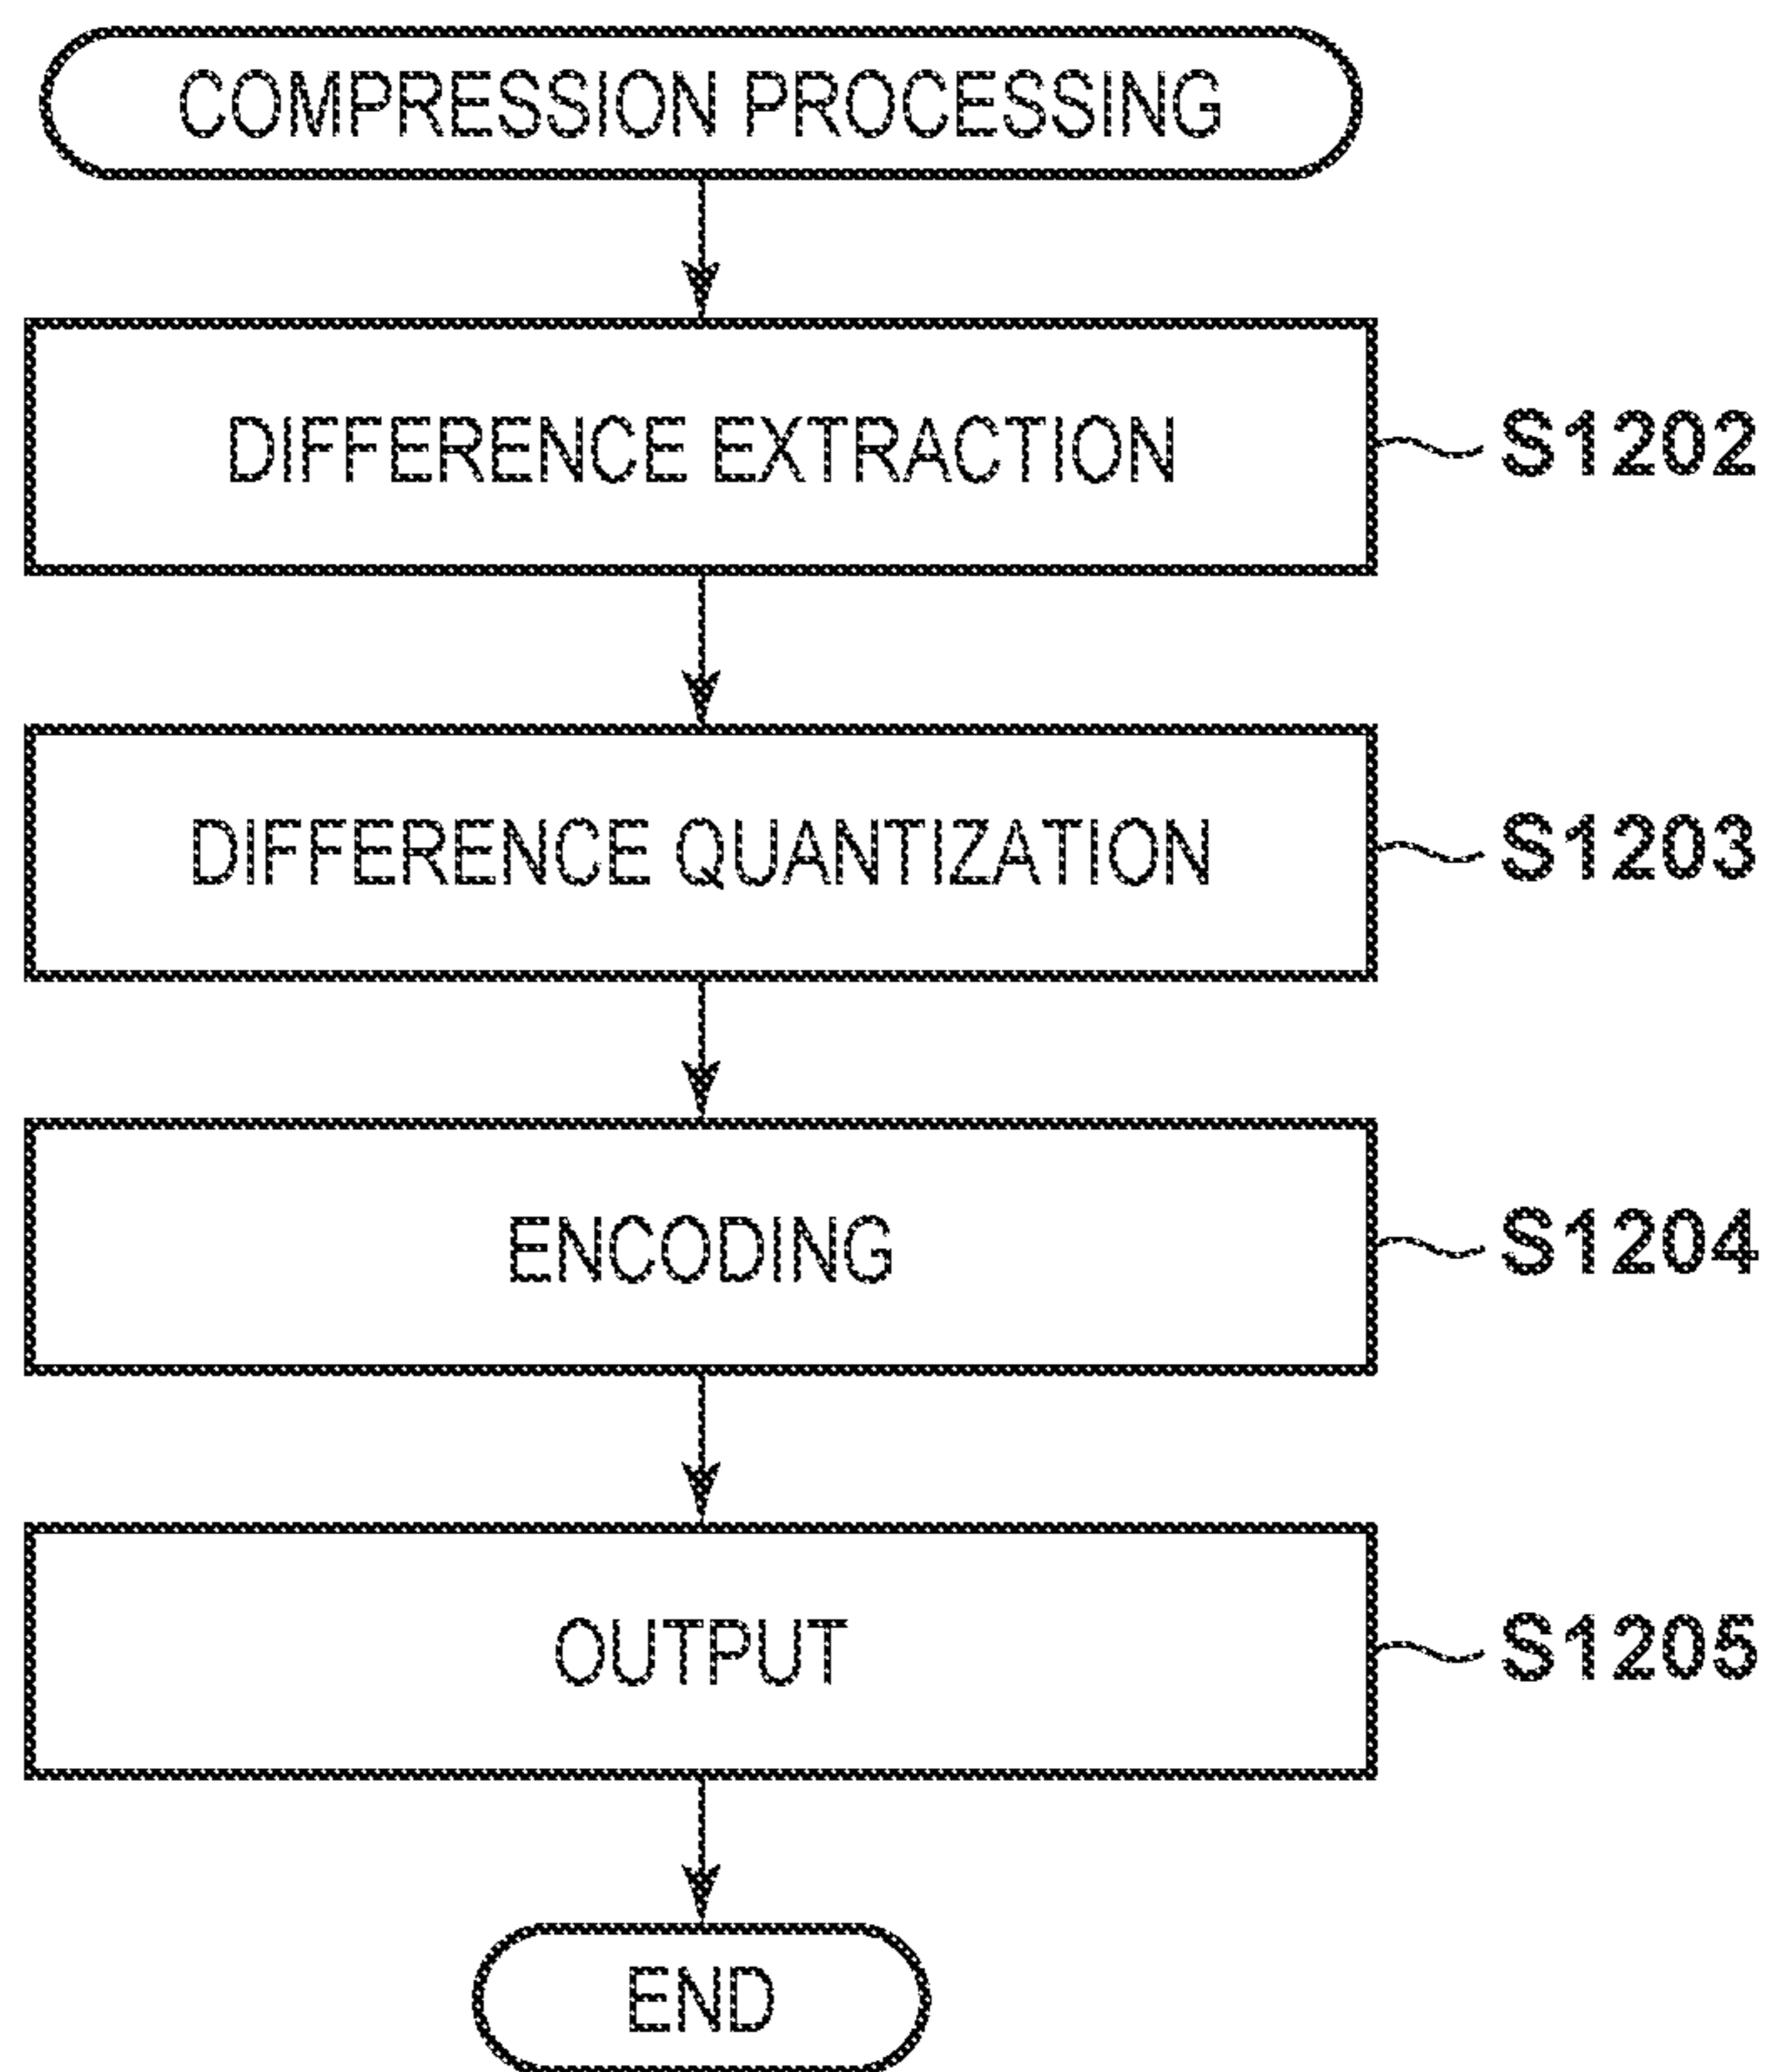 COMPRESSION PROCESSING
DIFFERENCE EXTRACTION
S1202
DIFFERENCE QUANTIZATION
S1203
ENCODING
S1204
OUTPUT
S1205
END